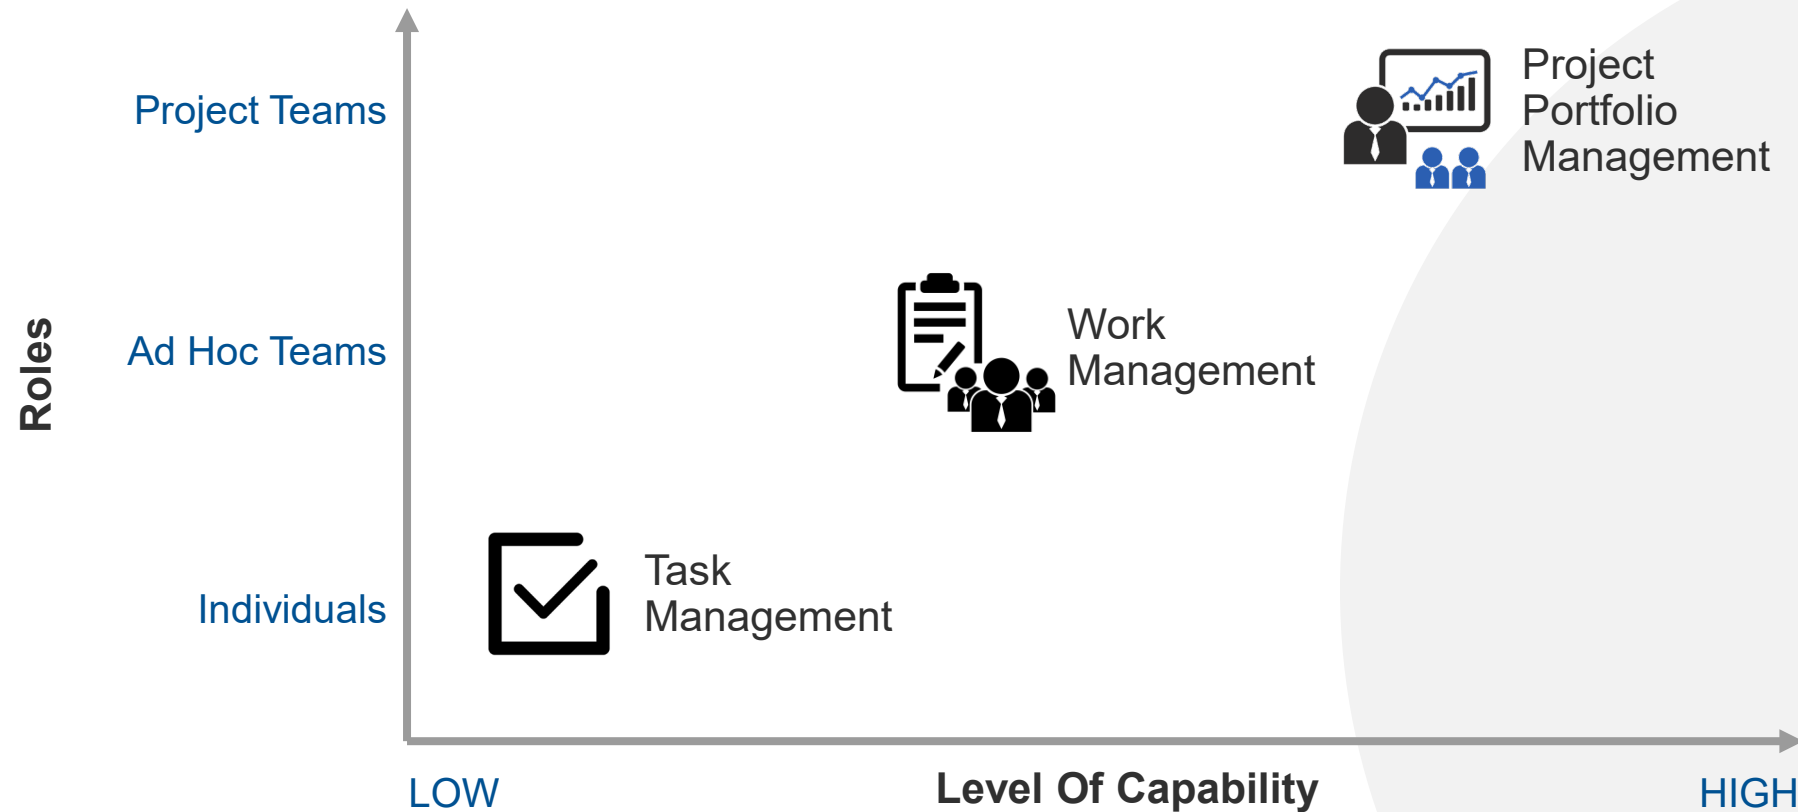 Project Teams
Project
Portfolio
Management
Roles
Ad Hoc Teams
Work
Management
Individuals
Task
Management
LOW
Level Of Capability
HIGH